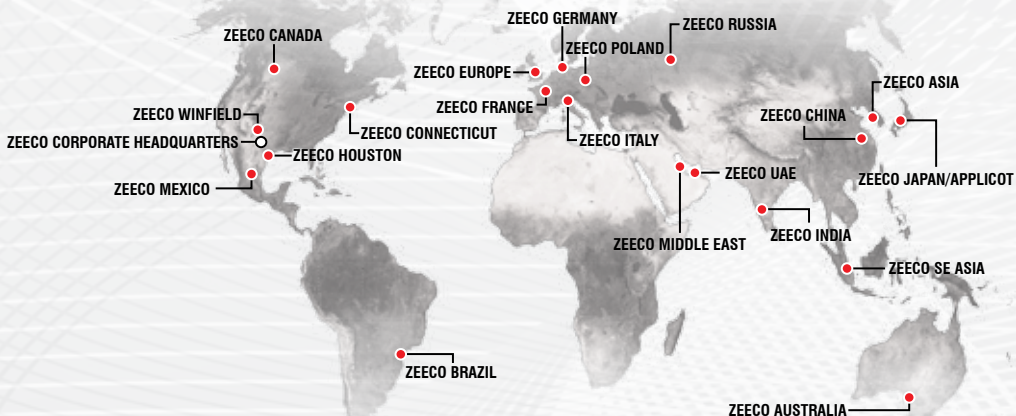 ZEECO GERMANY
ZEECO RUSSIA
ZEECO CANADA
ZEECO POLAND
ZEECO EUROPE
ZEECO ASIA
ZEECO FRANCE
ZEECO WINFIELD
ZEECO CHINA
ZEECO CONNECTICUT
ZEECO CORPORATE HEADQUARTERS
ZEECO ITALY
ZEECO HOUSTON
ZEECO UAE
ZEECO JAPAN/APPLICOT
ZEECO MEXICO
ZEECO INDIA
ZEECO MIDDLE EAST
ZEECO SE ASIA
ZEECO BRAZIL
ZEECO AUSTRALIA